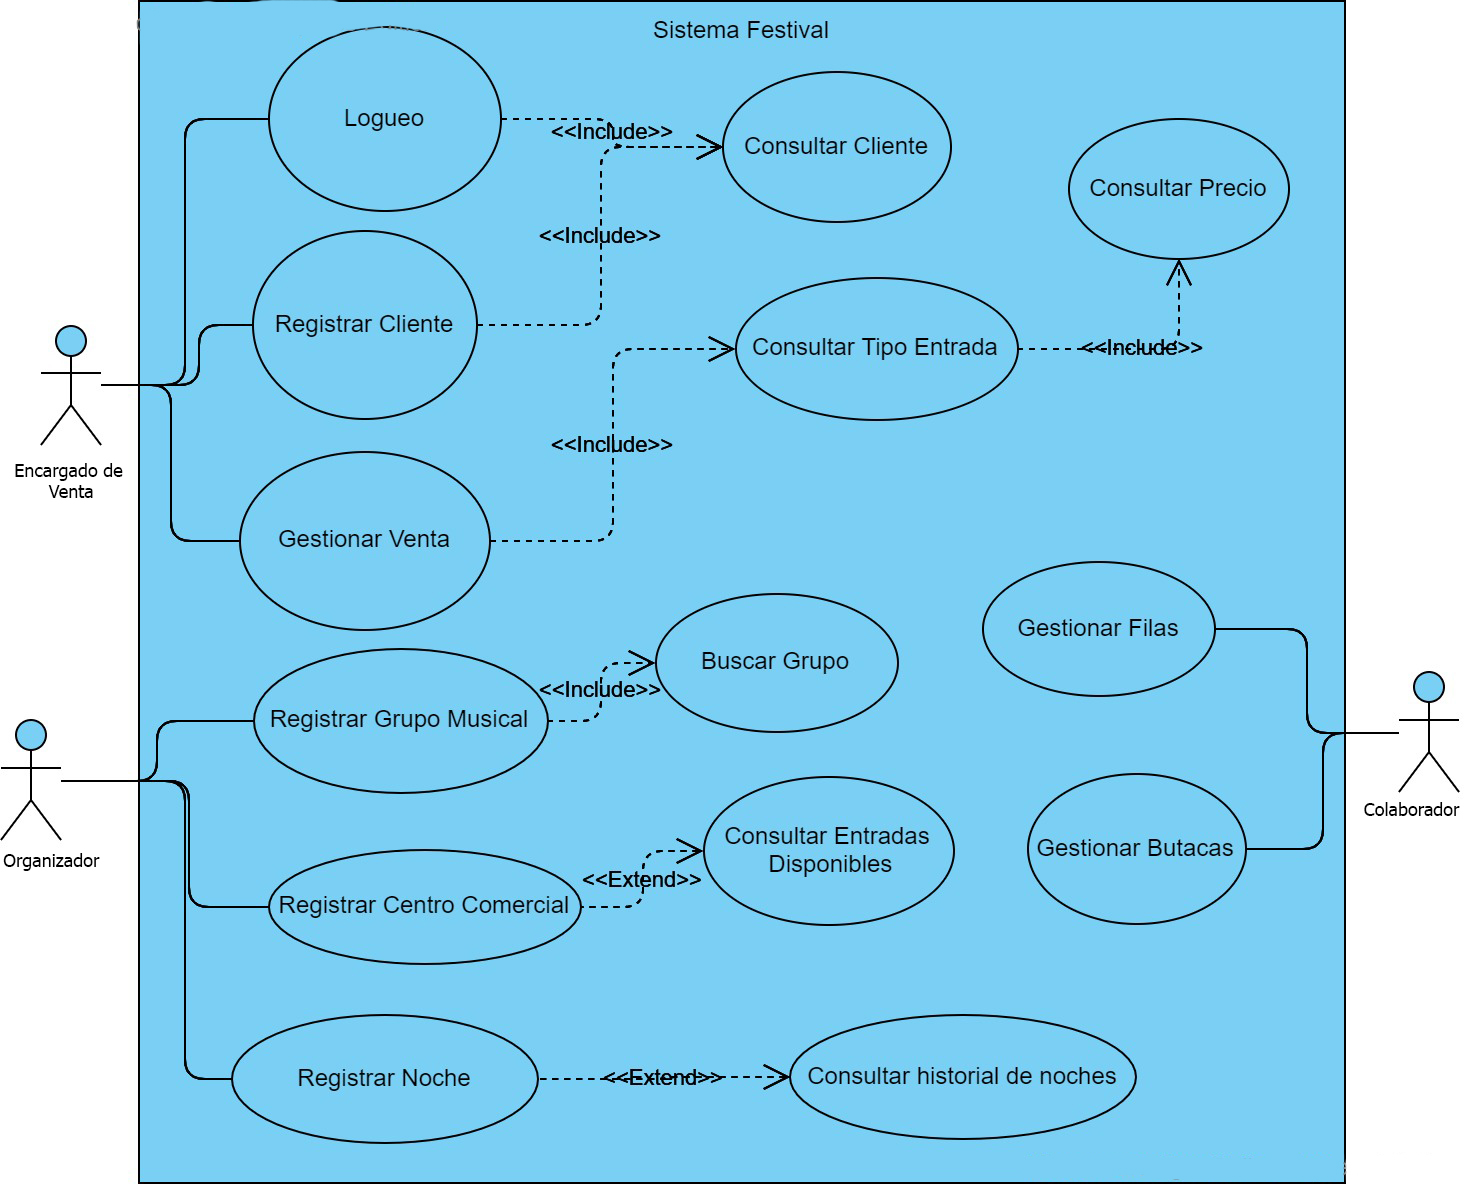 Sistema Festival
Logueo
<<Include>>
Consultar Cliente
Consultar Precio
<<Include>>
Registrar Cliente
Consultar Tipo Entrada
<<Include>>
<<Include>>
Encargado de
Venta
Gestionar Venta
Gestionar Filas
Buscar Grupo
<<Include>>
Registrar Grupo Musical
Colaborador
Consultar Entradas
Disponibles
Gestionar Butacas
Organizador
<<Extend>>
Registrar Centro Comercial
Registrar Noche
<<Extend>>
Consultar historial de noches